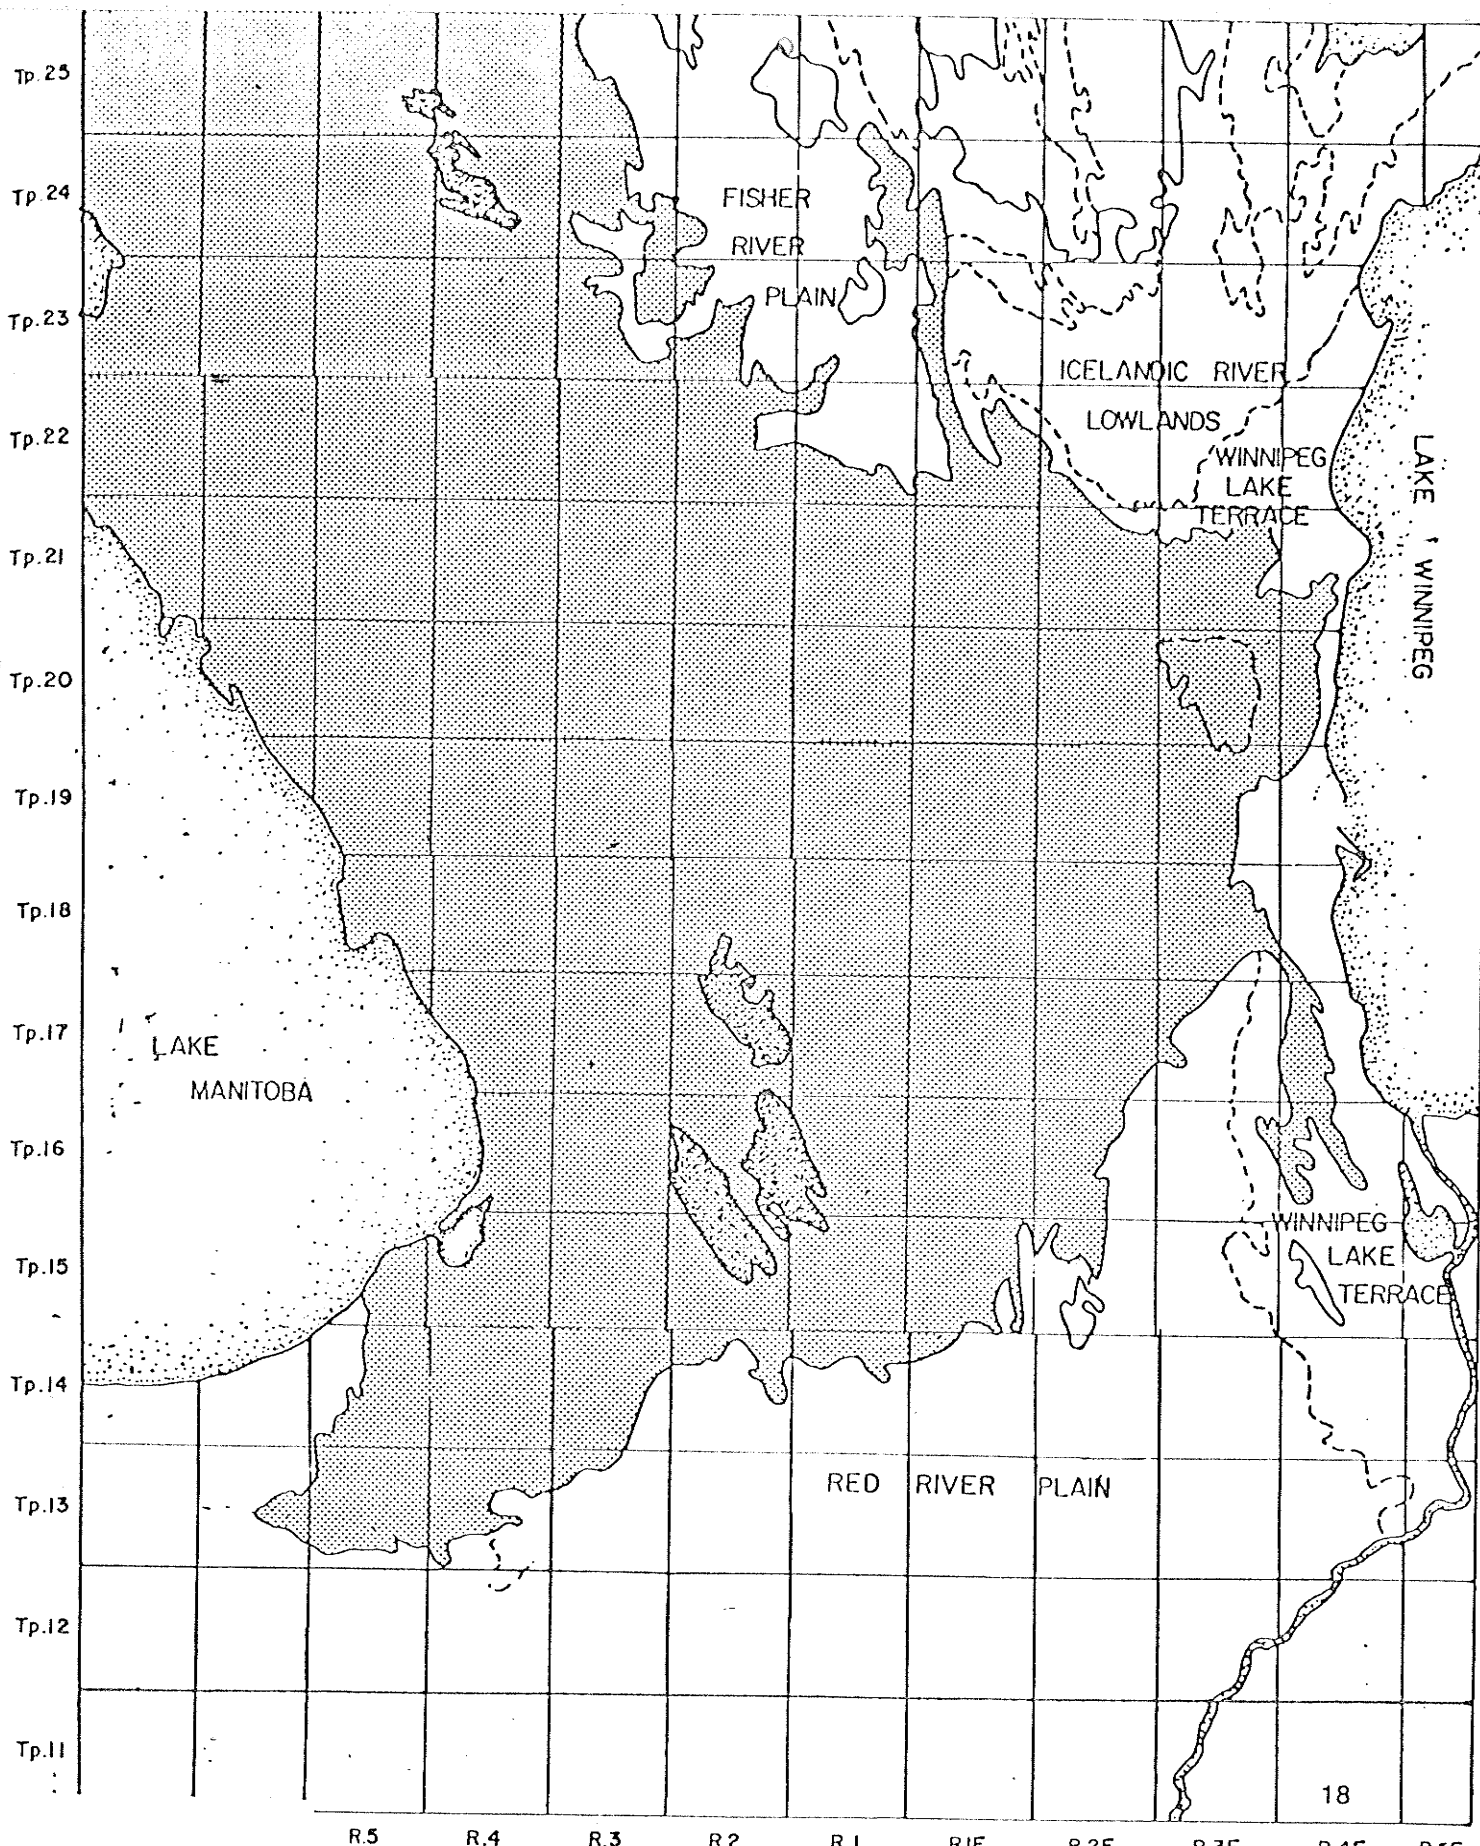 Tp.25
Tp.24
FISHER
RIVER
PLAIN
Tp.23
ICELANDIC RIVER
LOWLANDS
Tp.22
WINNIPEG
LAKE
TERRACE
LAKE WINNIPEG
Tp.21
Tp.20
Tp.19
Tp.18
Tp.17
LAKE
MANITOBA
Tp.16
WINNIPEG
LAKE
TERRACE
Tp.15
Tp.14
RED RIVER PLAIN
Tp.13
Tp.12
Tp.11
18
R.5 R.4 R.3 R.2 R.1 R.1E R.2E R.3E R.4E